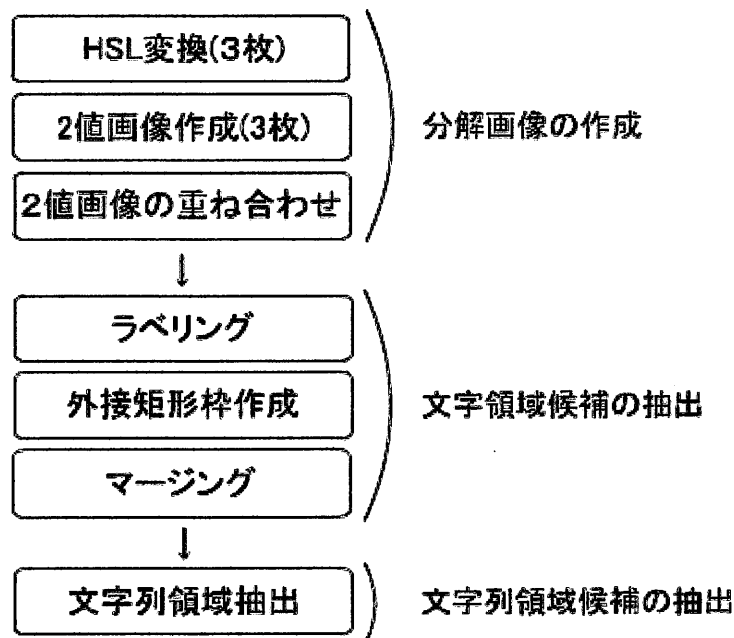 HSL変換(3枚)
2値画像作成(3枚)
分解画像の作成
2値画像の重ね合わせ
↓
ラベリング
外接矩形枠作成
文字領域候補の抽出
マージング
↓
文字列領域抽出
文字列領域候補の抽出